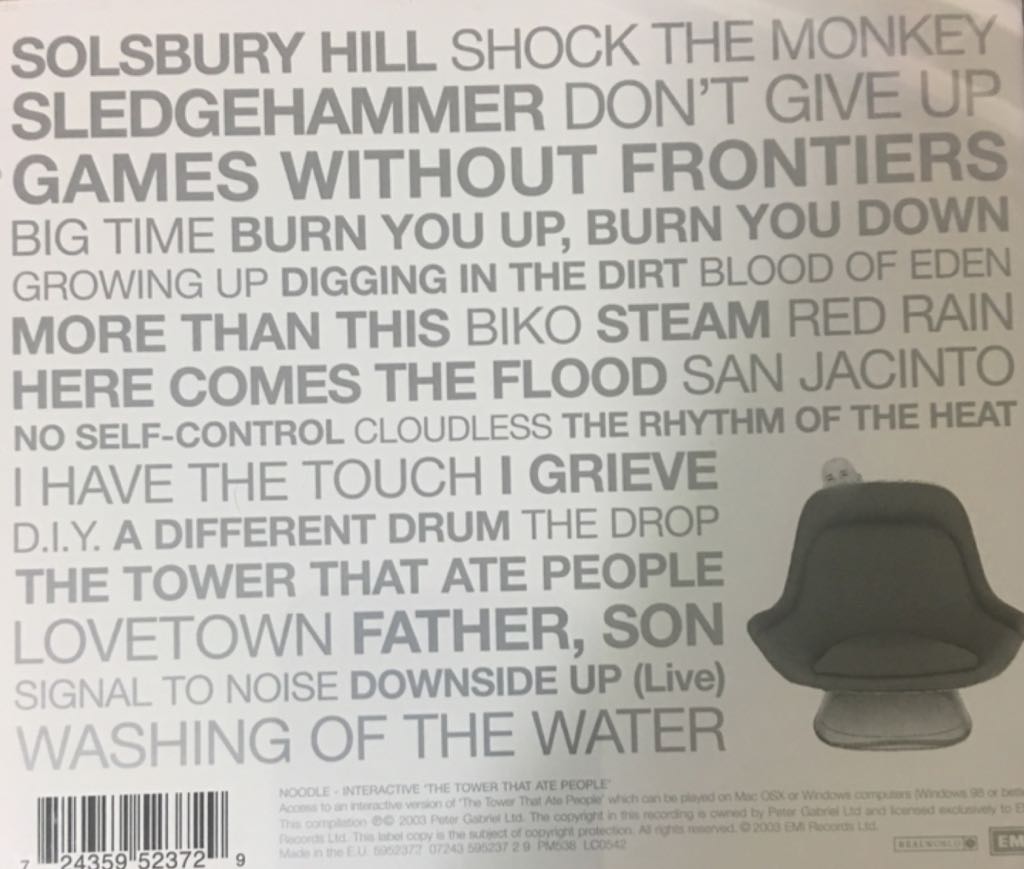 SOLSBURY HILL SHOCK THE MONKEY
SLEDGEHAMMER DON'T GIVE UP
GAMES WITHOUT FRONTIERS
BIG TIME BURN YOU UP, BURN YOU DOWN
GROWING UP DIGGING IN THE DIRT BLOOD OF EDEN
MORE THAN THIS BIKO STEAM RED RAIN
HERE COMES THE FLOOD SAN JACINTO
NO SELF-CONTROL CLOUDLESS THE RHYTHM OF THE HEAT
I HAVE THE TOUCH I GRIEVE
D.I.Y. A DIFFERENT DRUM THE DROP
THE TOWER THAT ATE PEOPLE
LOVETOWN FATHER, SON
SIGNAL TO NOISE DOWNSIDE UP (Live)
WASHING OF THE WATER
NOODLE - INTERACTIVE 'THE TOWER THAT ATE PEOPLE'
Access to an interactive version of 'The Tower That Ate People' which can be played on Mac OSX or Windows computers (Windows 98 or
This compilation ℗© 2003 Peter Gabriel Ltd. The copyright in this recording is owned by Peter Gabriel Ltd and licensed exclusively to
Records Ltd. This label copy is the subject of copyright protection. All rights reserved. © 2003 EMI Records Ltd.
Made in the E.U. 5952372 07243 595237 2 9 PM538 LC0542
REALWORLD
EM
7 24359 52372 9